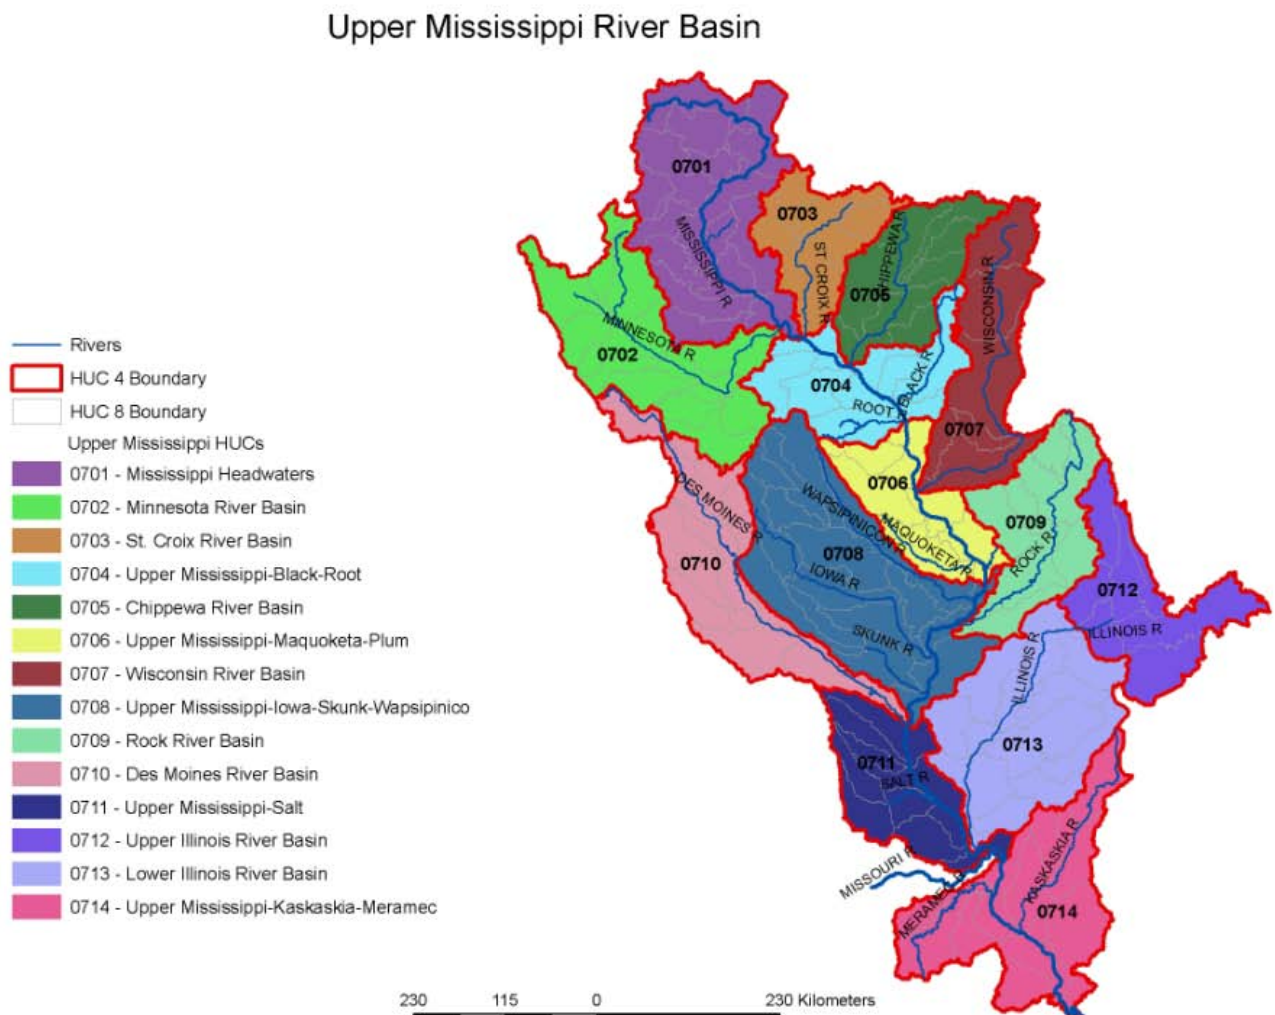 Upper Mississippi River Basin
0701
0703
MISSISSIPPI R
ST CROIX R
CHIPPEWA R
0705
WISCONSIN R
MINNESOTA R
0702
0704
BLACK R
ROOT R
0707
0706
DES MOINES R
WAPSIPINICON R
MAQUOKETA R
0709
ROCK R
0708
IOWA R
0710
0712
ILLINOIS R
SKUNK R
ILLINOIS R
0713
0711
SALT R
MISSOURI R
MERAMEC R
KASKASKIA R
0714
Rivers
HUC 4 Boundary
HUC 8 Boundary
Upper Mississippi HUCs
0701 - Mississippi Headwaters
0702 - Minnesota River Basin
0703 - St. Croix River Basin
0704 - Upper Mississippi-Black-Root
0705 - Chippewa River Basin
0706 - Upper Mississippi-Maquoketa-Plum
0707 - Wisconsin River Basin
0708 - Upper Mississippi-Iowa-Skunk-Wapsipinico
0709 - Rock River Basin
0710 - Des Moines River Basin
0711 - Upper Mississippi-Salt
0712 - Upper Illinois River Basin
0713 - Lower Illinois River Basin
0714 - Upper Mississippi-Kaskaskia-Meramec
230 115 0 230 Kilometers